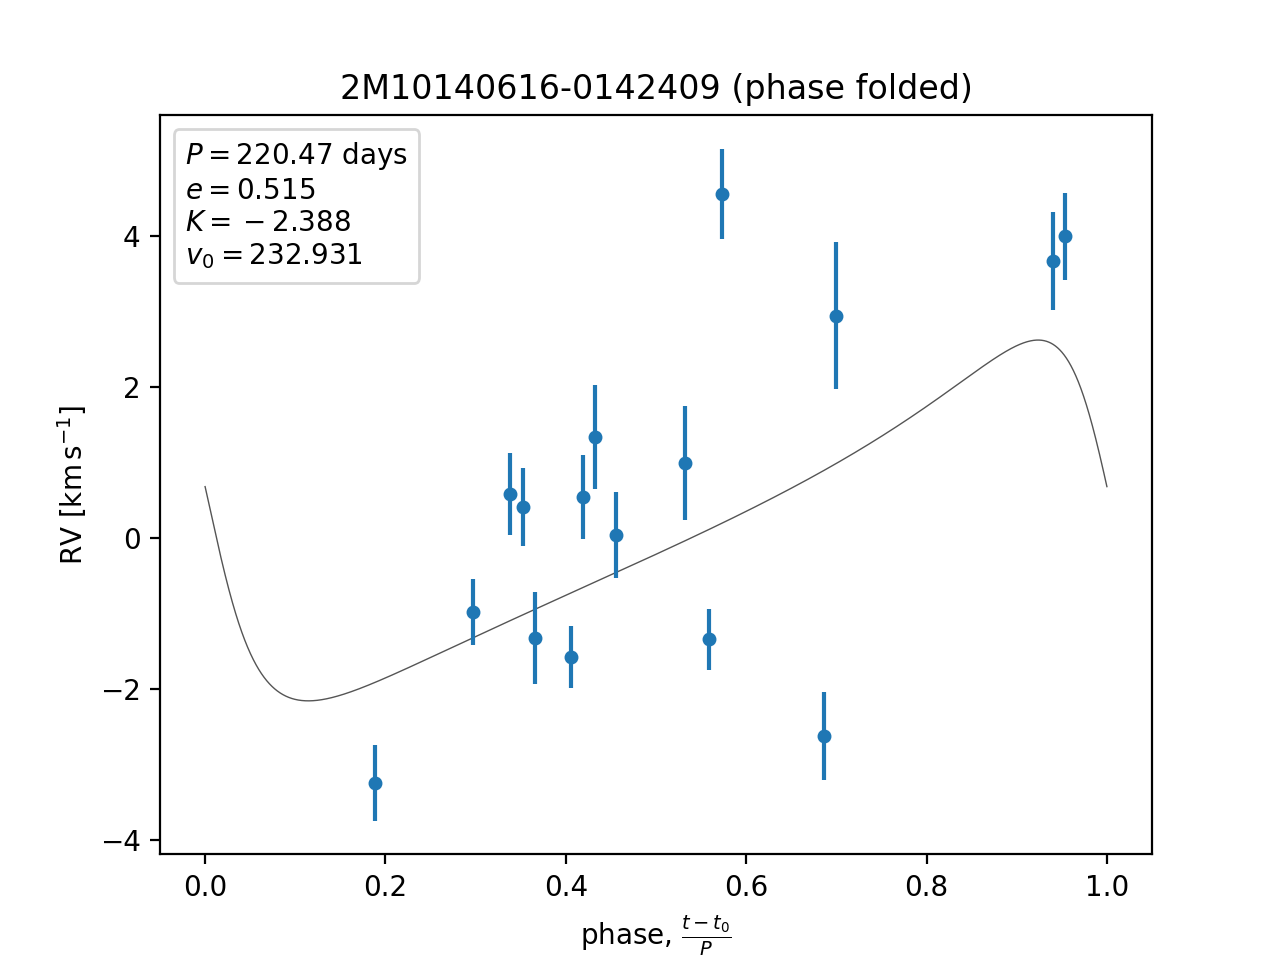 2M10140616-0142409 (phase folded)
P = 220.47 days
e = 0.515
K = −2.388
v₀ = 232.931
4
2
0
−2
−4
RV [km s⁻¹]
0.0 0.2 0.4 0.6 0.8 1.0
phase, (t − t₀)/P